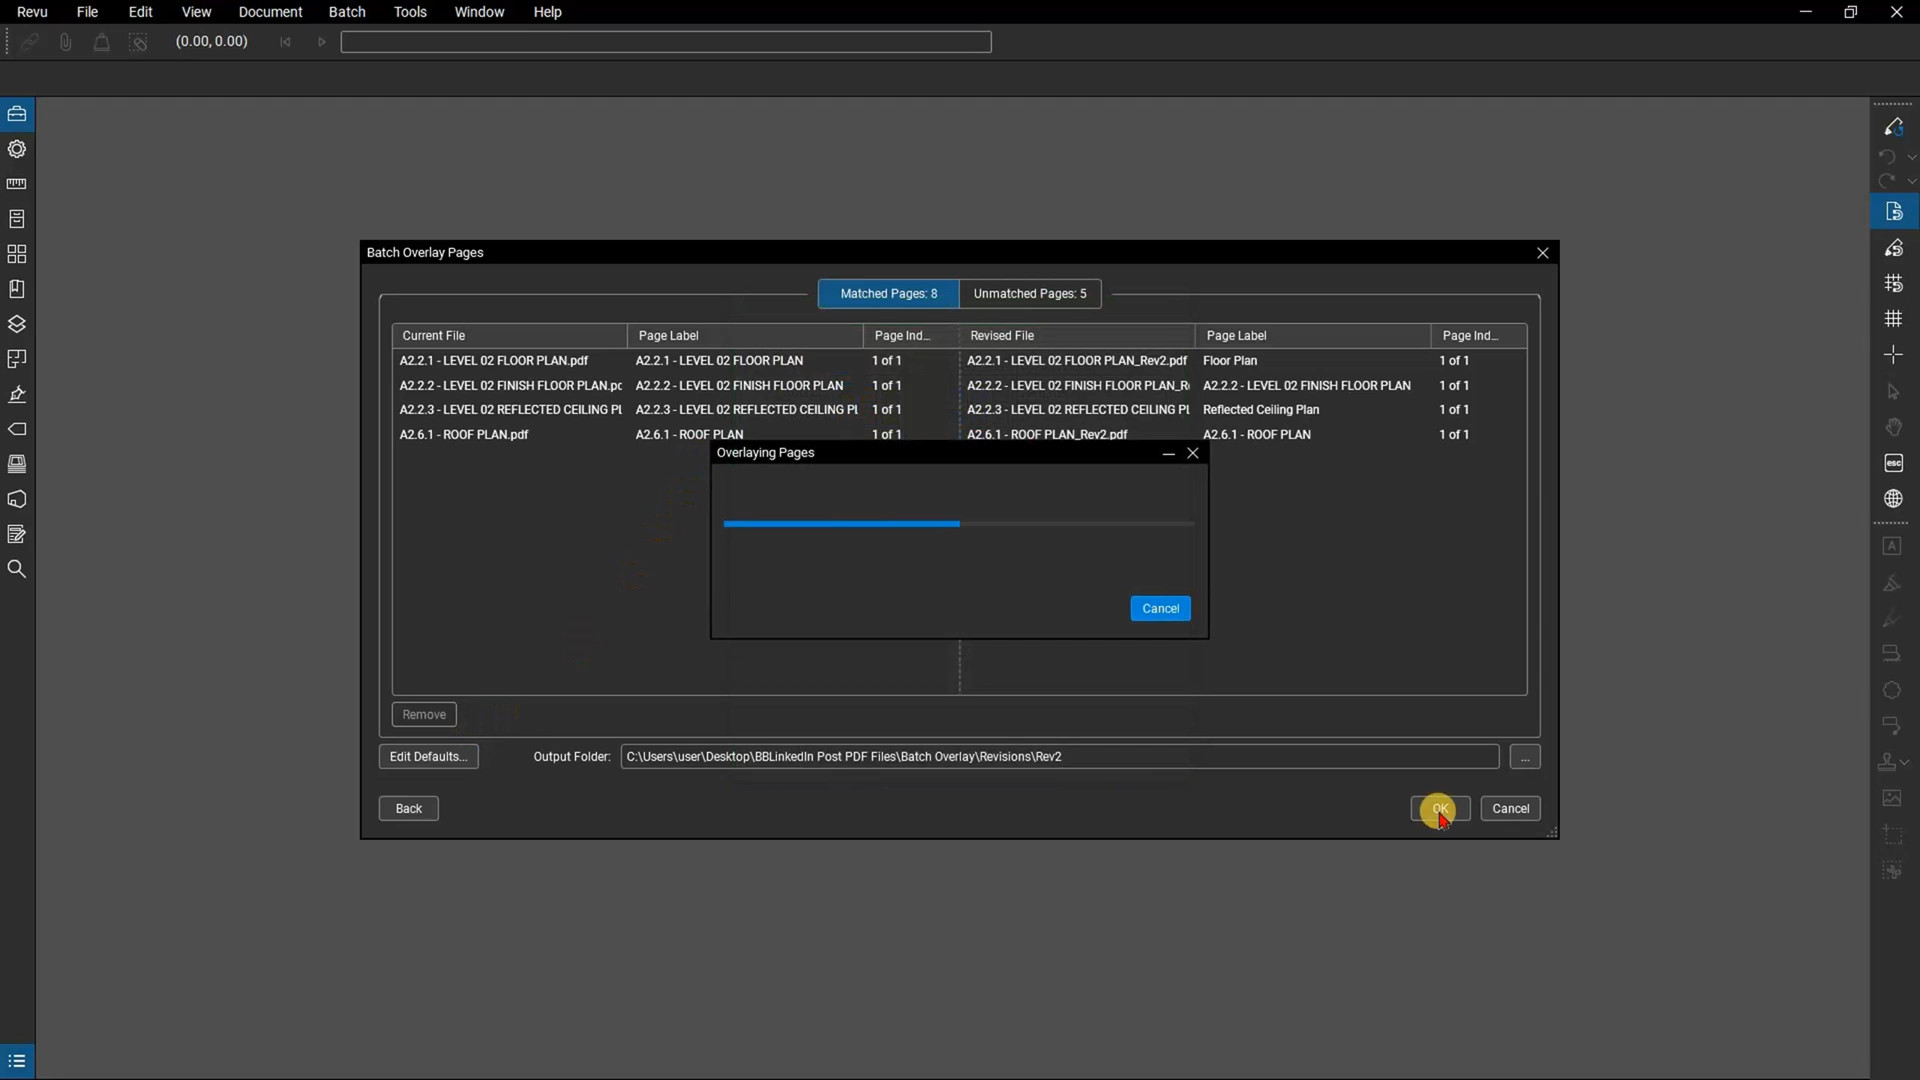 Revu File Edit View Document Batch Tools Window Help
(0.00, 0.00)
Batch Overlay Pages
Matched Pages: 8 Unmatched Pages: 5
Current File Page Label Page Ind... Revised File Page Label Page Ind...
A2.2.1 - LEVEL 02 FLOOR PLAN.pdf A2.2.1 - LEVEL 02 FLOOR PLAN 1 of 1 A2.2.1 - LEVEL 02 FLOOR PLAN_Rev2.pdf Floor Plan 1 of 1
A2.2.2 - LEVEL 02 FINISH FLOOR PLAN.pc A2.2.2 - LEVEL 02 FINISH FLOOR PLAN 1 of 1 A2.2.2 - LEVEL 02 FINISH FLOOR PLAN_R A2.2.2 - LEVEL 02 FINISH FLOOR PLAN 1 of 1
A2.2.3 - LEVEL 02 REFLECTED CEILING PL A2.2.3 - LEVEL 02 REFLECTED CEILING PL 1 of 1 A2.2.3 - LEVEL 02 REFLECTED CEILING PL Reflected Ceiling Plan 1 of 1
A2.6.1 - ROOF PLAN.pdf A2.6.1 - ROOF PLAN 1 of 1 A2.6.1 - ROOF PLAN_Rev2.pdf A2.6.1 - ROOF PLAN 1 of 1
Overlaying Pages
Cancel
Remove
Edit Defaults... Output Folder: C:\Users\user\Desktop\BBLinkedIn Post PDF Files\Batch Overlay\Revisions\Rev2 ...
Back OK Cancel
esc
A